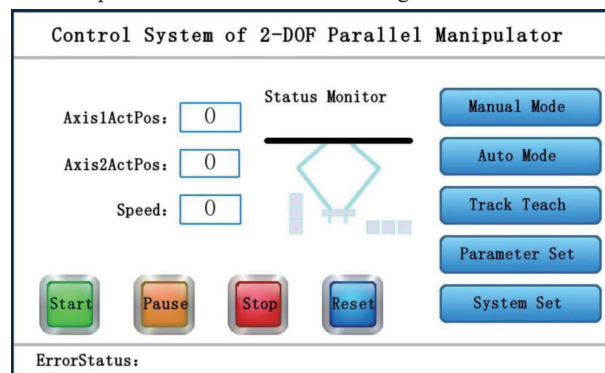 Control System of 2-DOF Parallel Manipulator
Status Monitor
Axis1ActPos: 0
Axis2ActPos: 0
Speed: 0
Manual Mode
Auto Mode
Track Teach
Parameter Set
System Set
Start
Pause
Stop
Reset
ErrorStatus: